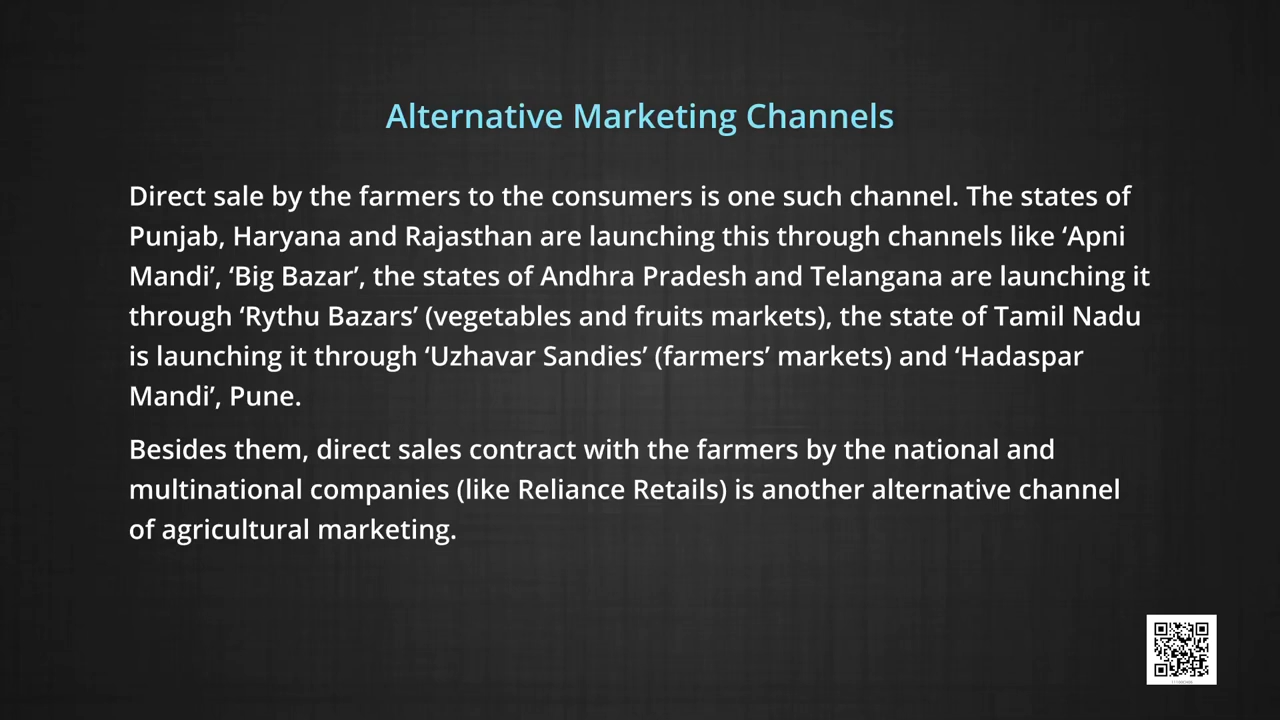 Alternative Marketing Channels
Direct sale by the farmers to the consumers is one such channel. The states of
Punjab, Haryana and Rajasthan are launching this through channels like ‘Apni
Mandi’, ‘Big Bazar’, the states of Andhra Pradesh and Telangana are launching it
through ‘Rythu Bazars’ (vegetables and fruits markets), the state of Tamil Nadu
is launching it through ‘Uzhavar Sandies’ (farmers’ markets) and ‘Hadaspar
Mandi’, Pune.
Besides them, direct sales contract with the farmers by the national and
multinational companies (like Reliance Retails) is another alternative channel
of agricultural marketing.